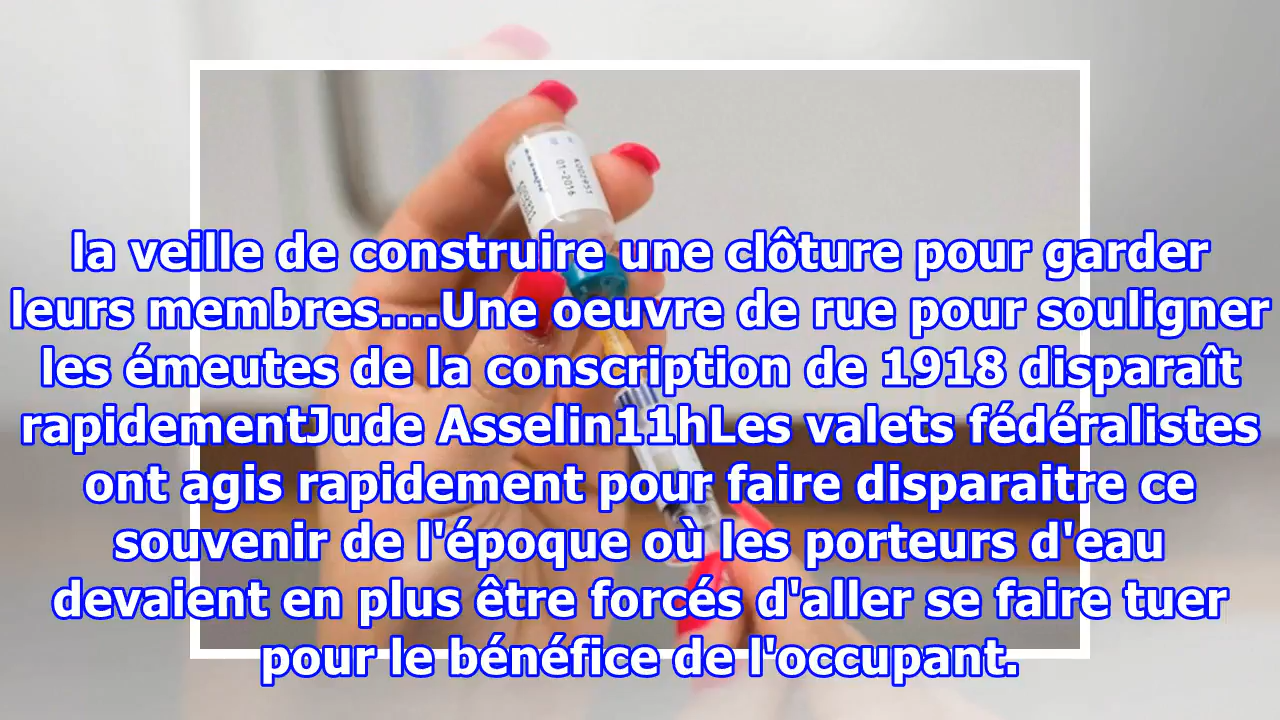 la veille de construire une clôture pour garder
leurs membres....Une oeuvre de rue pour souligner
les émeutes de la conscription de 1918 disparaît
rapidementJude Asselin11hLes valets fédéralistes
ont agis rapidement pour faire disparaitre ce
souvenir de l'époque où les porteurs d'eau
devaient en plus être forcés d'aller se faire tuer
pour le bénéfice de l'occupant.
01-2016